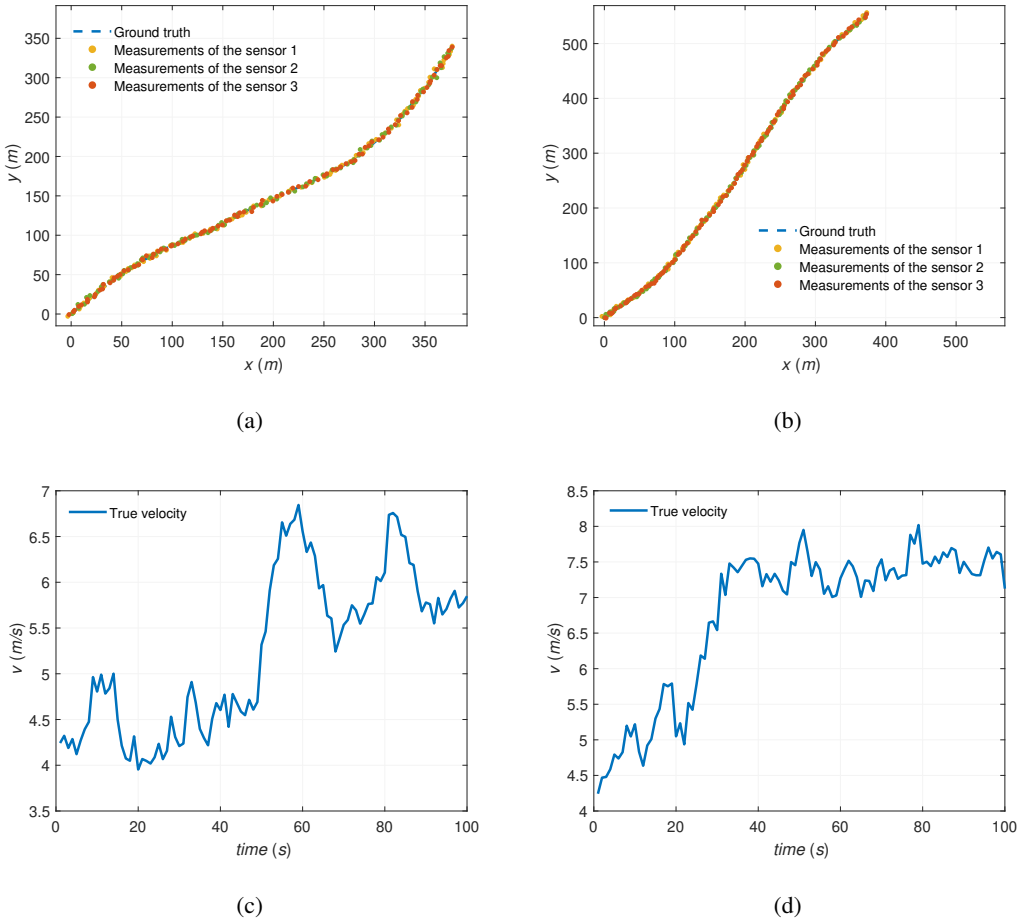 350
300
250
200
150
100
50
0
y (m)
Ground truth
Measurements of the sensor 1
Measurements of the sensor 2
Measurements of the sensor 3
0 50 100 150 200 250 300 350
x (m)
(a)
500
400
300
200
100
0
y (m)
Ground truth
Measurements of the sensor 1
Measurements of the sensor 2
Measurements of the sensor 3
0 100 200 300 400 500
x (m)
(b)
7
6.5
6
5.5
5
4.5
4
3.5
v (m/s)
True velocity
0 20 40 60 80 100
time (s)
(c)
8.5
8
7.5
7
6.5
6
5.5
5
4.5
4
v (m/s)
True velocity
0 20 40 60 80 100
time (s)
(d)